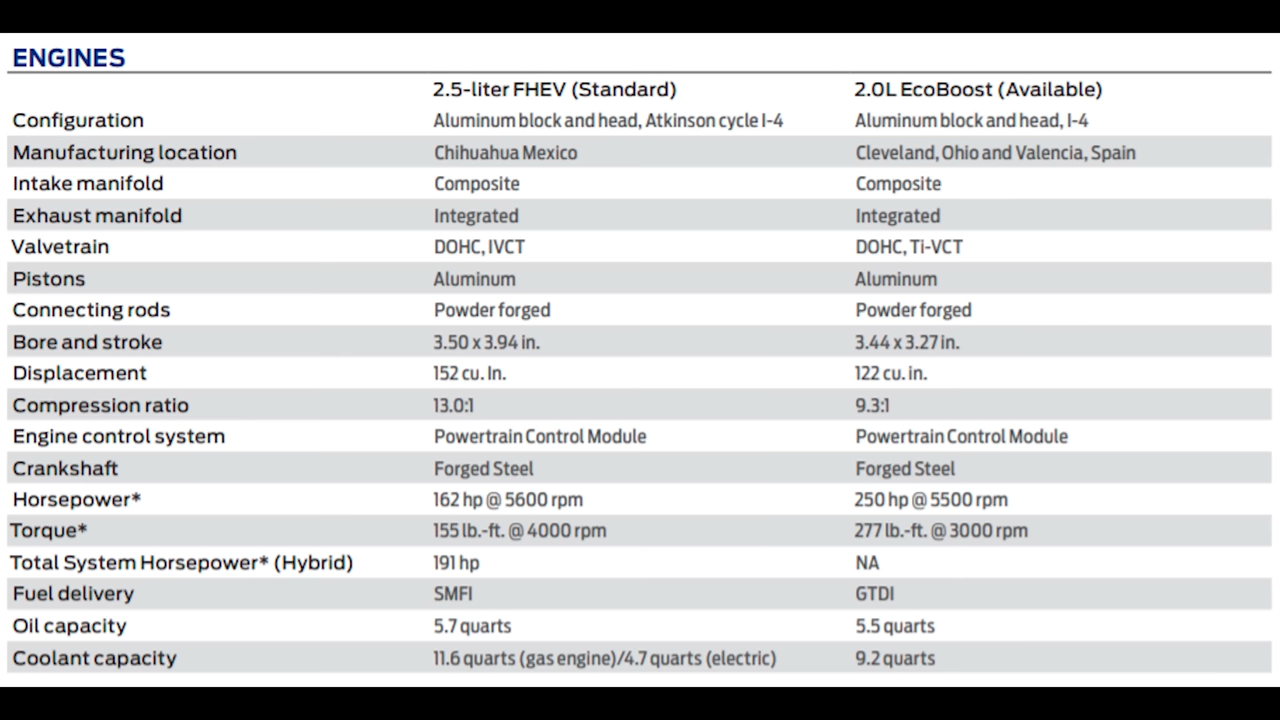 ENGINES
2.5-liter FHEV (Standard) 2.0L EcoBoost (Available)
Configuration Aluminum block and head, Atkinson cycle I-4 Aluminum block and head, I-4
Manufacturing location Chihuahua Mexico Cleveland, Ohio and Valencia, Spain
Intake manifold Composite Composite
Exhaust manifold Integrated Integrated
Valvetrain DOHC, IVCT DOHC, Ti-VCT
Pistons Aluminum Aluminum
Connecting rods Powder forged Powder forged
Bore and stroke 3.50 x 3.94 in. 3.44 x 3.27 in.
Displacement 152 cu. In. 122 cu. in.
Compression ratio 13.0:1 9.3:1
Engine control system Powertrain Control Module Powertrain Control Module
Crankshaft Forged Steel Forged Steel
Horsepower* 162 hp @ 5600 rpm 250 hp @ 5500 rpm
Torque* 155 lb.-ft. @ 4000 rpm 277 lb.-ft. @ 3000 rpm
Total System Horsepower* (Hybrid) 191 hp NA
Fuel delivery SMFI GTDI
Oil capacity 5.7 quarts 5.5 quarts
Coolant capacity 11.6 quarts (gas engine)/4.7 quarts (electric) 9.2 quarts